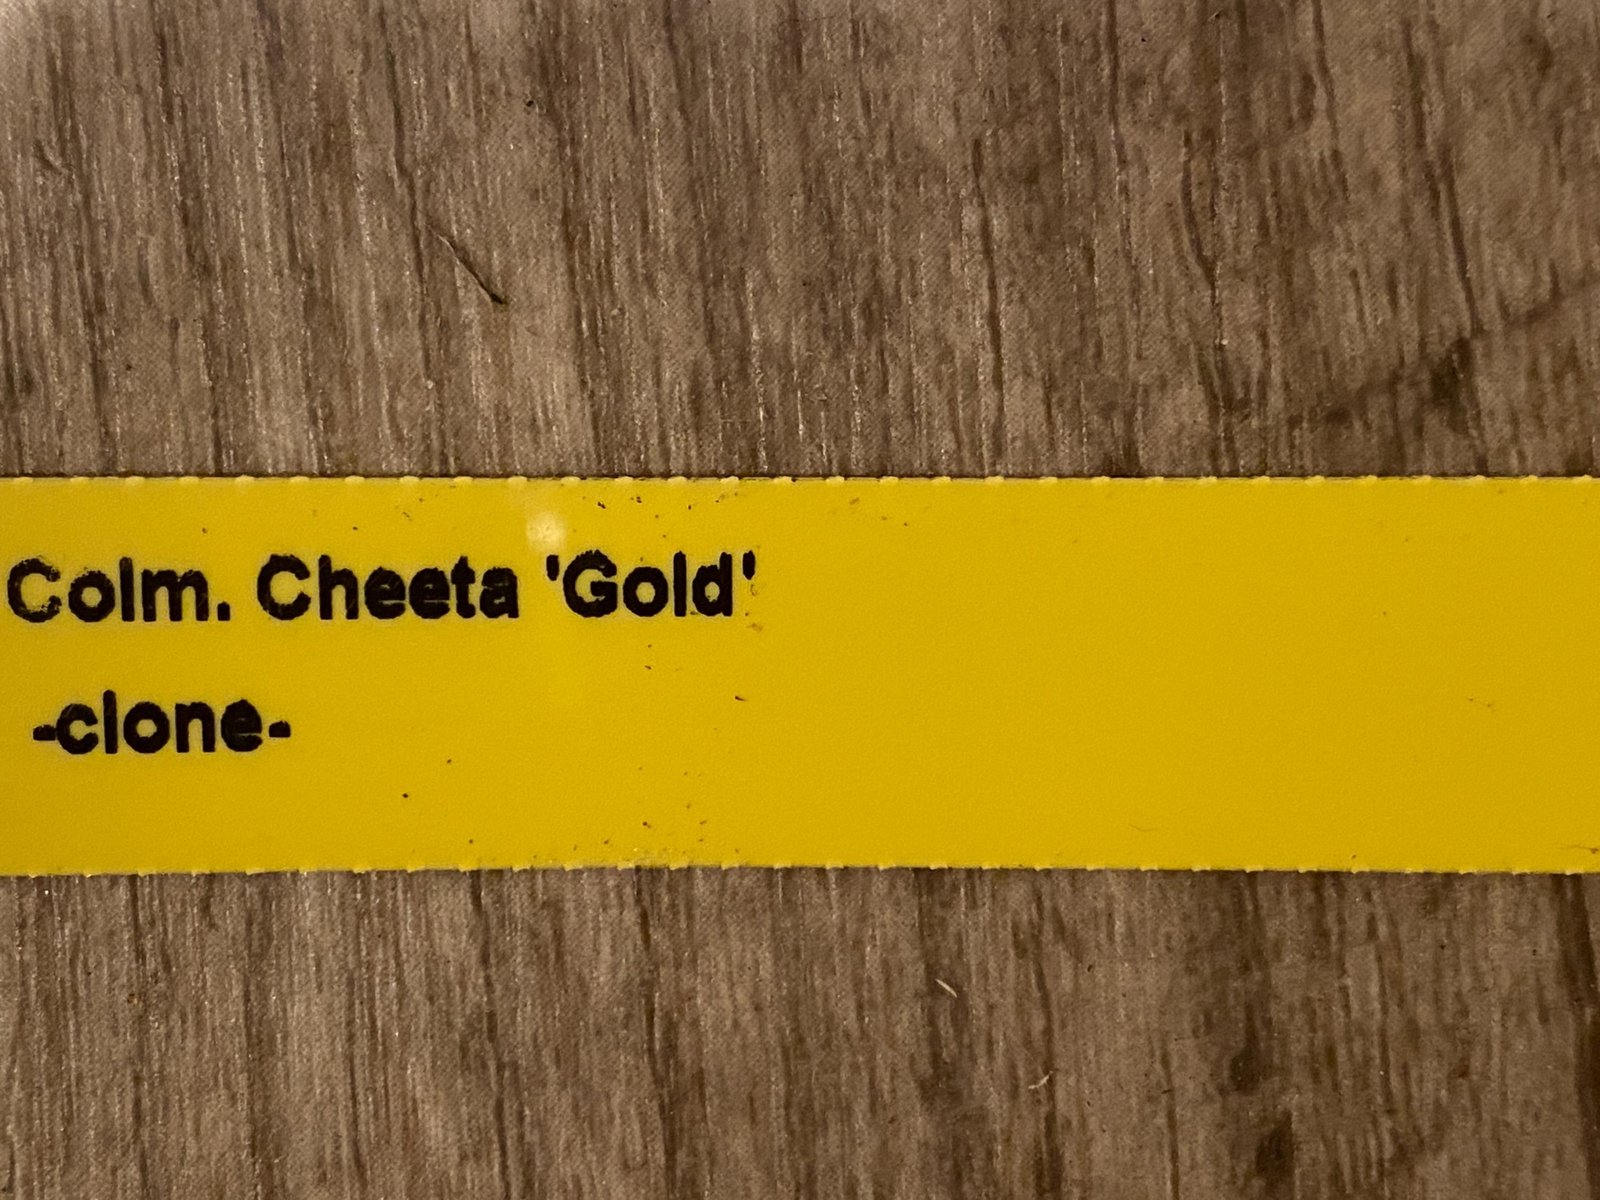 Colm. Cheeta 'Gold'
-clone-